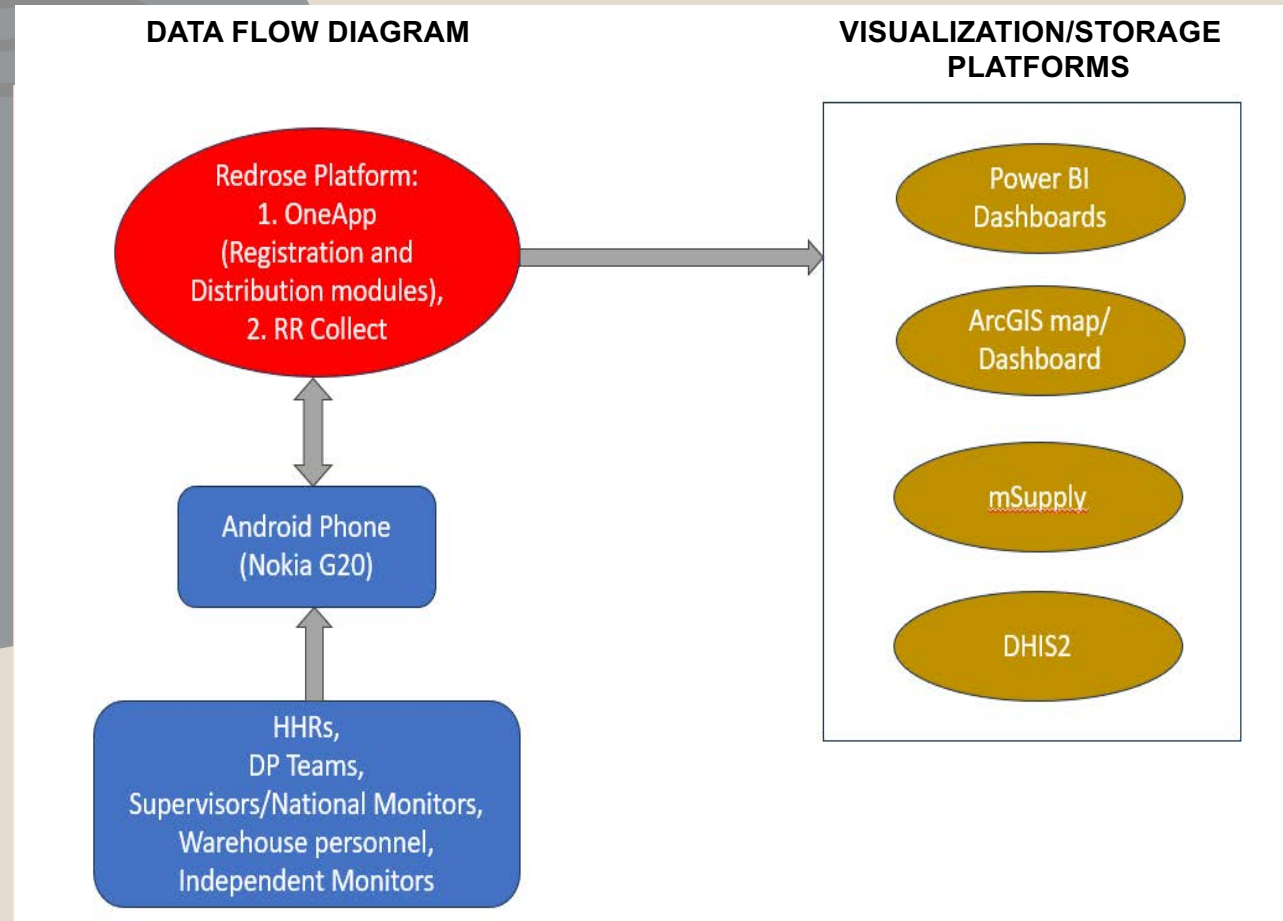 DATA FLOW DIAGRAM
VISUALIZATION/STORAGE
PLATFORMS
Redrose Platform:
1. OneApp
(Registration and
Distribution modules),
2. RR Collect
Android Phone
(Nokia G20)
HHRs,
DP Teams,
Supervisors/National Monitors,
Warehouse personnel,
Independent Monitors
Power BI
Dashboards
ArcGIS map/
Dashboard
mSupply
DHIS2